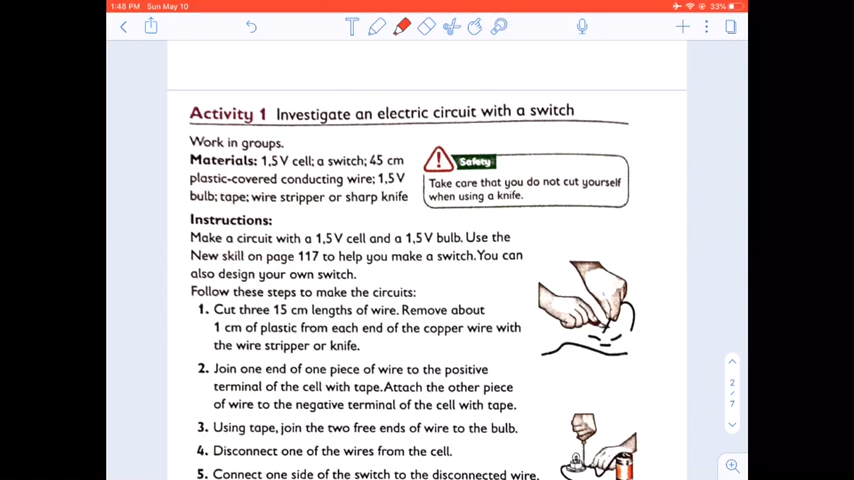 1:48 PM Sun May 10
33%
Activity 1 Investigate an electric circuit with a switch
Work in groups.
Materials: 1,5 V cell; a switch; 45 cm
plastic-covered conducting wire; 1,5 V
bulb; tape; wire stripper or sharp knife
Safety
Take care that you do not cut yourself
when using a knife.
Instructions:
Make a circuit with a 1,5 V cell and a 1,5 V bulb. Use the
New skill on page 117 to help you make a switch. You can
also design your own switch.
Follow these steps to make the circuits:
1. Cut three 15 cm lengths of wire. Remove about
1 cm of plastic from each end of the copper wire with
the wire stripper or knife.
2. Join one end of one piece of wire to the positive
terminal of the cell with tape. Attach the other piece
of wire to the negative terminal of the cell with tape.
3. Using tape, join the two free ends of wire to the bulb.
4. Disconnect one of the wires from the cell.
5. Connect one side of the switch to the disconnected wire.
2
/
7